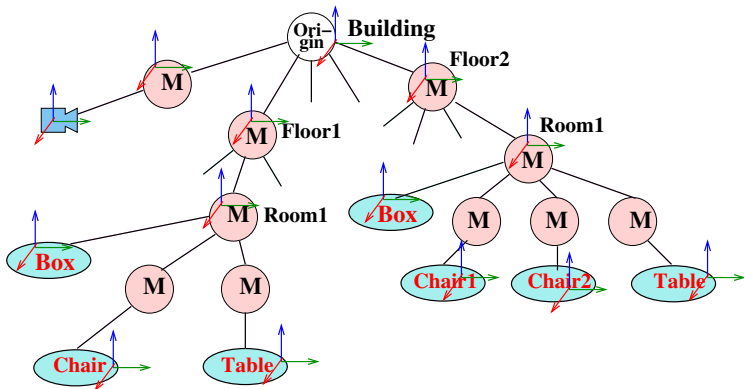 Ori-
gin
Building
M
Floor2
M
M
Floor1
Room1
M
M
Room1
Box
M
M
M
Box
M
M
Chair1
Chair2
Table
Chair
Table